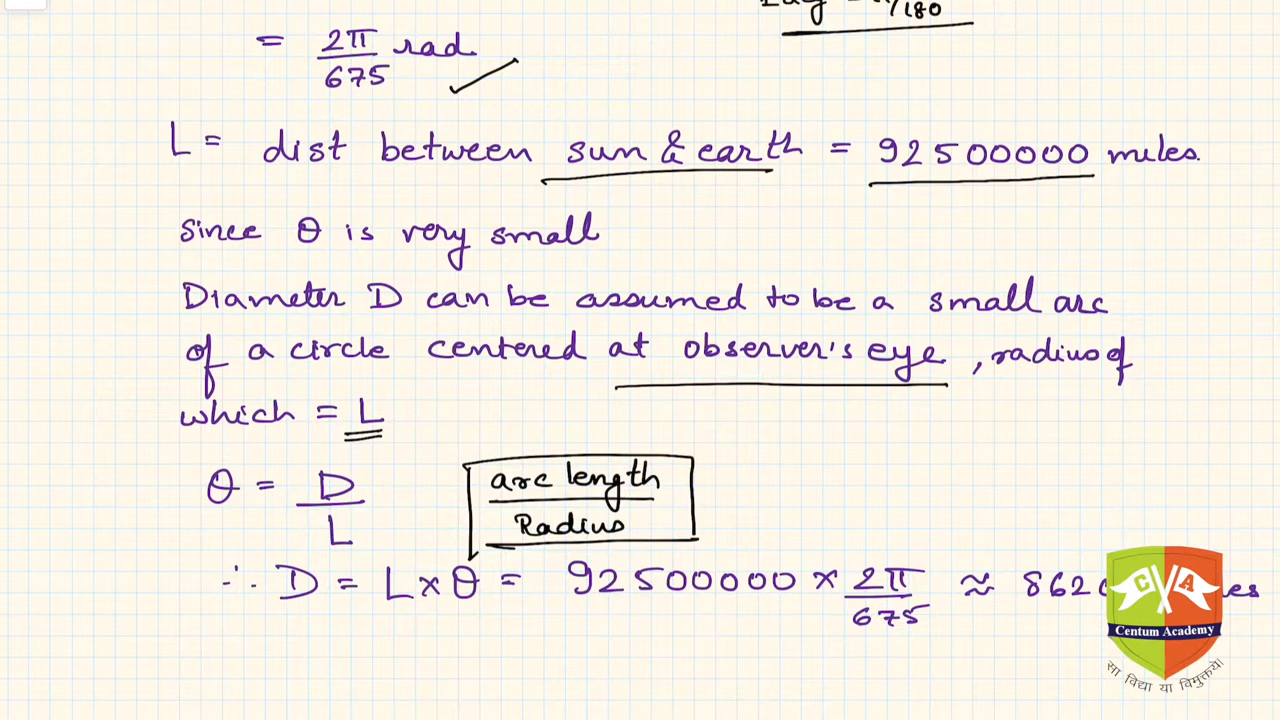 /180
= 2π/675 rad
L = dist between sun & earth = 92500000 miles.
Since θ is very small
Diameter D can be assumed to be a small arc
of a circle centered at observer's eye, radius of
which = L
θ = D/L
arc length
Radius
∴ D = L×θ = 92500000 × 2π/675 ≈ 862
C A
Centum Academy
सा विद्या या विमुक्तये।